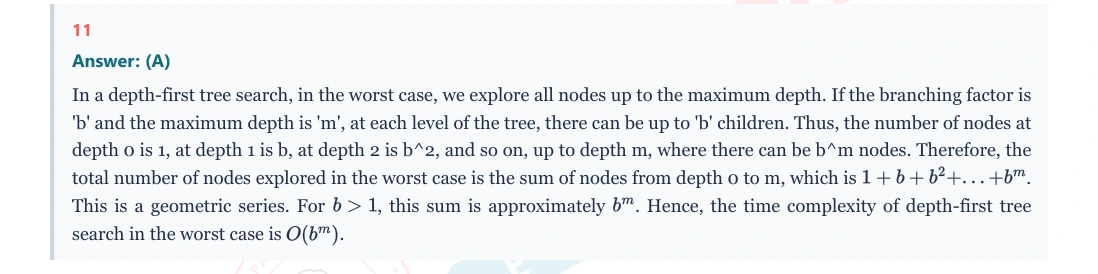 11
Answer: (A)
In a depth-first tree search, in the worst case, we explore all nodes up to the maximum depth. If the branching factor is
'b' and the maximum depth is 'm', at each level of the tree, there can be up to 'b' children. Thus, the number of nodes at
depth 0 is 1, at depth 1 is b, at depth 2 is b^2, and so on, up to depth m, where there can be b^m nodes. Therefore, the
total number of nodes explored in the worst case is the sum of nodes from depth 0 to m, which is 1 + b + b²+. . . +bᵐ.
This is a geometric series. For b > 1, this sum is approximately bᵐ. Hence, the time complexity of depth-first tree
search in the worst case is O(bᵐ).